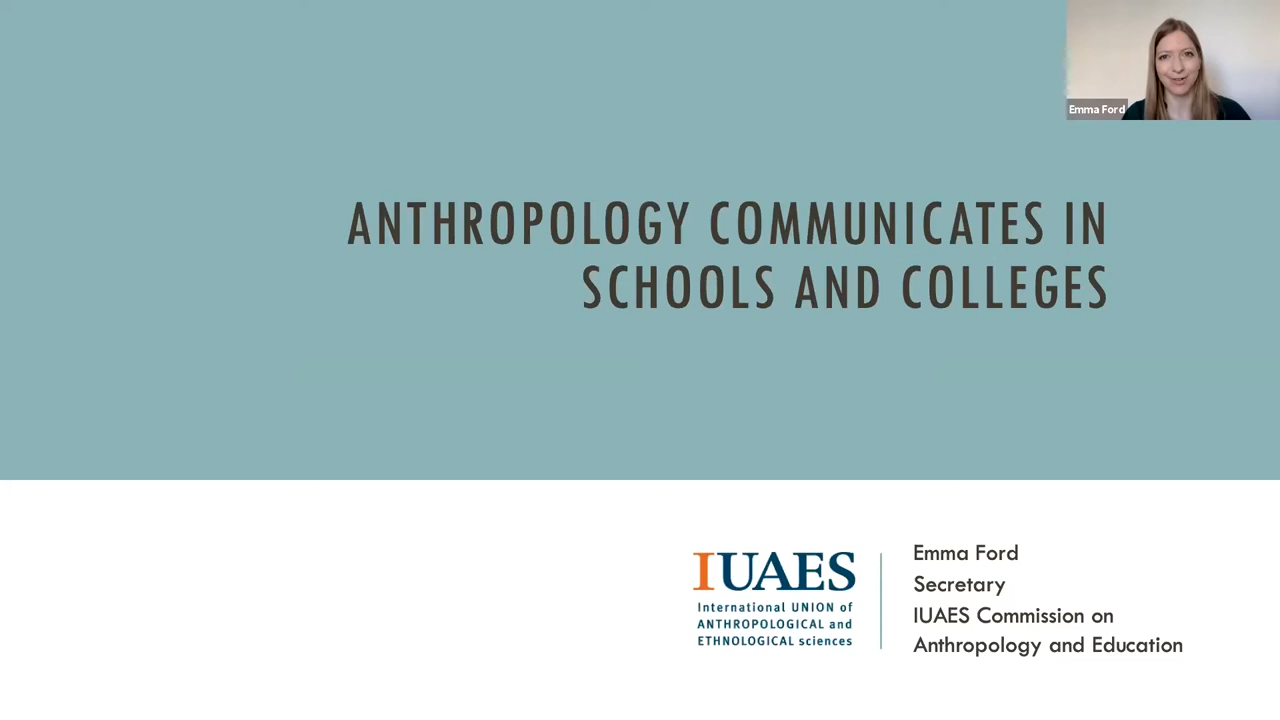 Emma Ford
ANTHROPOLOGY COMMUNICATES IN
SCHOOLS AND COLLEGES
IUAES
International UNION of
ANTHROPOLOGICAL and
ETHNOLOGICAL sciences
Emma Ford
Secretary
IUAES Commission on
Anthropology and Education